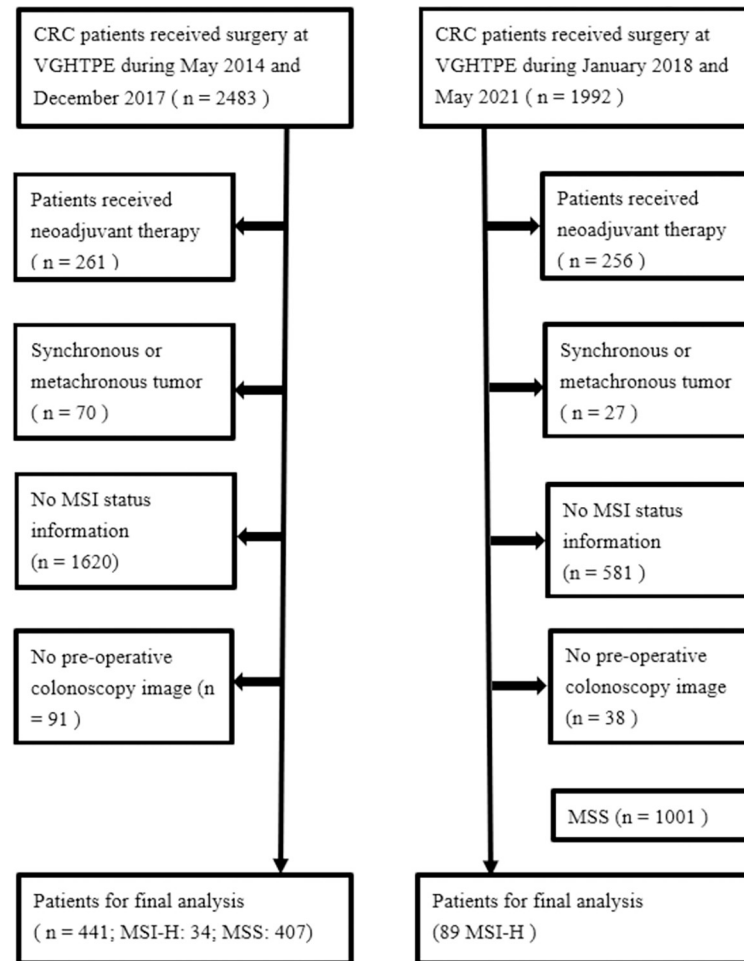 CRC patients received surgery at
VGHTPE during May 2014 and
December 2017 ( n = 2483 )
Patients received
neoadjuvant therapy
( n = 261 )
Synchronous or
metachronous tumor
( n = 70 )
No MSI status
information
(n = 1620)
No pre-operative
colonoscopy image (n
= 91 )
Patients for final analysis
( n = 441; MSI-H: 34; MSS: 407)
CRC patients received surgery at
VGHTPE during January 2018 and
May 2021 ( n = 1992 )
Patients received
neoadjuvant therapy
( n = 256 )
Synchronous or
metachronous tumor
( n = 27 )
No MSI status
information
(n = 581 )
No pre-operative
colonoscopy image
(n = 38 )
MSS (n = 1001 )
Patients for final analysis
(89 MSI-H )